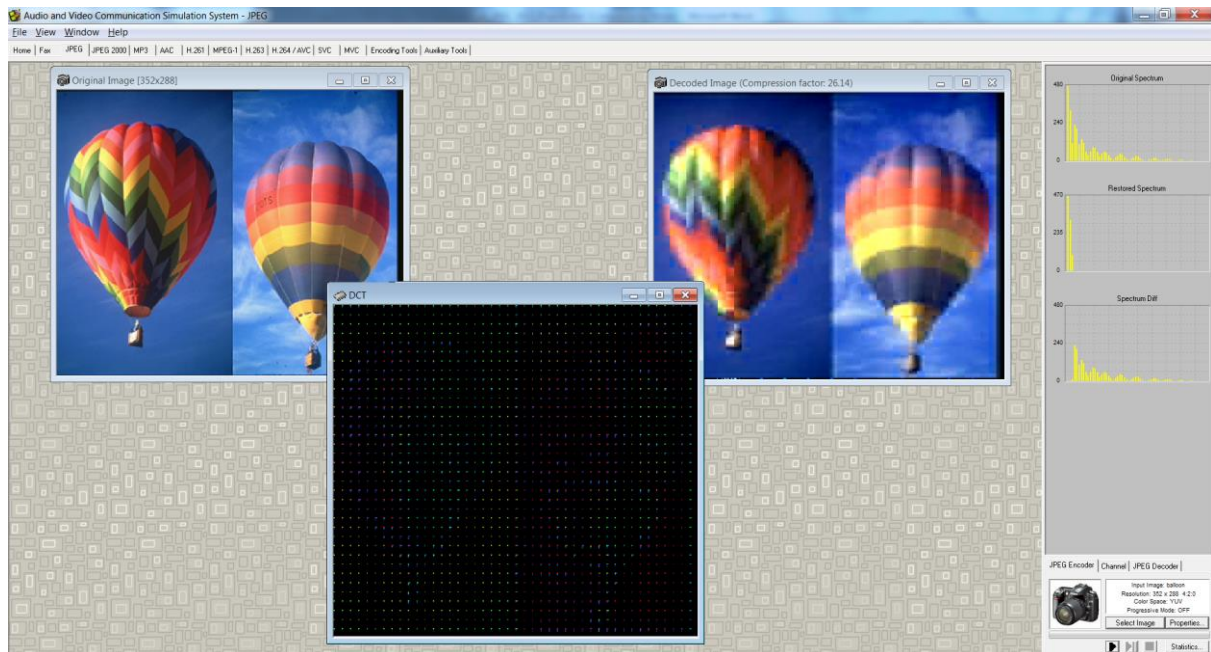 Audio and Video Communication Simulation System - JPEG
File View Window Help
Home | Fax JPEG | JPEG 2000 | MP3 | AAC | H.261 | MPEG-1 | H.263 | H.264 / AVC | SVC | MVC | Encoding Tools | Auxiliary Tools |
Original Image [352x288]
Decoded Image (Compression factor: 26.14)
DCT
Original Spectrum
480
240
0
Restored Spectrum
470
235
0
Spectrum Diff
480
240
0
JPEG Encoder | Channel | JPEG Decoder |
Input Image: balloon
Resolution: 352 x 288 4:2:0
Color Space: YUV
Progressive Mode: OFF
Select Image Properties...
Statistics...